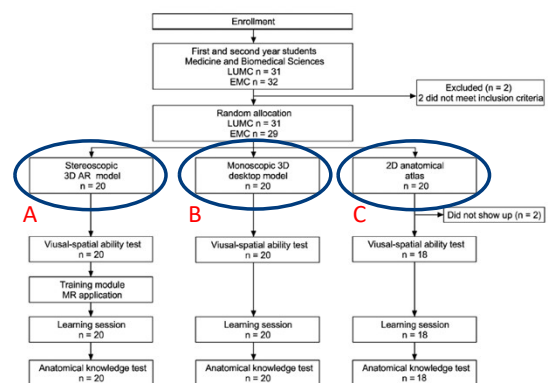 Enrollment
First and second year students
Medicine and Biomedical Sciences
LUMC n = 31
EMC n = 32
Excluded (n = 2)
2 did not meet inclusion criteria
Random allocation
LUMC n = 31
EMC n = 29
Stereoscopic
3D AR model
n = 20
Monoscopic 3D
desktop model
n = 20
2D anatomical
atlas
n = 20
A
B
C
Did not show up (n = 2)
Viusal-spatial ability test
n = 20
Visual-spatial ability test
n = 20
Viusal-spatial ability test
n = 18
Training module
MR application
Learning session
n = 20
Learning session
n = 20
Learning session
n = 18
Anatomical knowledge test
n = 20
Anatomical knowledge test
n = 20
Anatomical knowledge test
n = 18